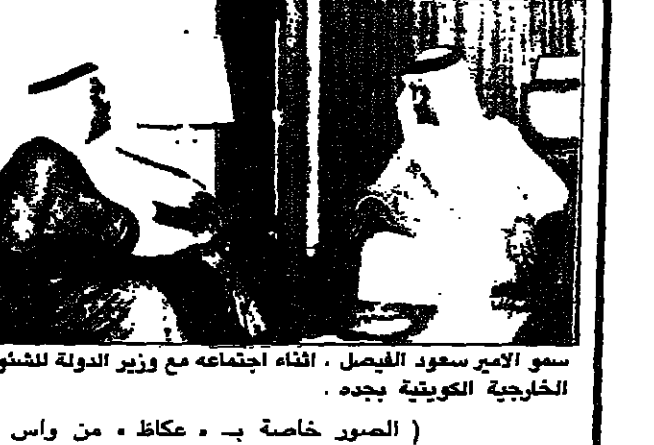 سمو الامير سعود الفيصل . اثناء اجتماعه مع وزير الدولة للشئو
الخارجية الكويتية بجده .
( الصور خاصة بـ « عكاظ » من واس